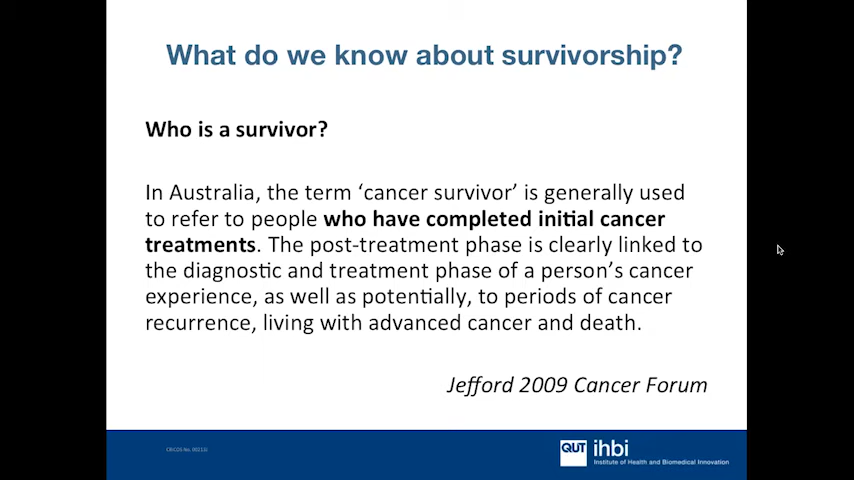 What do we know about survivorship?
Who is a survivor?
In Australia, the term ‘cancer survivor’ is generally used
to refer to people who have completed initial cancer
treatments. The post-treatment phase is clearly linked to
the diagnostic and treatment phase of a person’s cancer
experience, as well as potentially, to periods of cancer
recurrence, living with advanced cancer and death.
Jefford 2009 Cancer Forum
CRICOS No.
QUT ihbi
Institute of Health and Biomedical Innovation